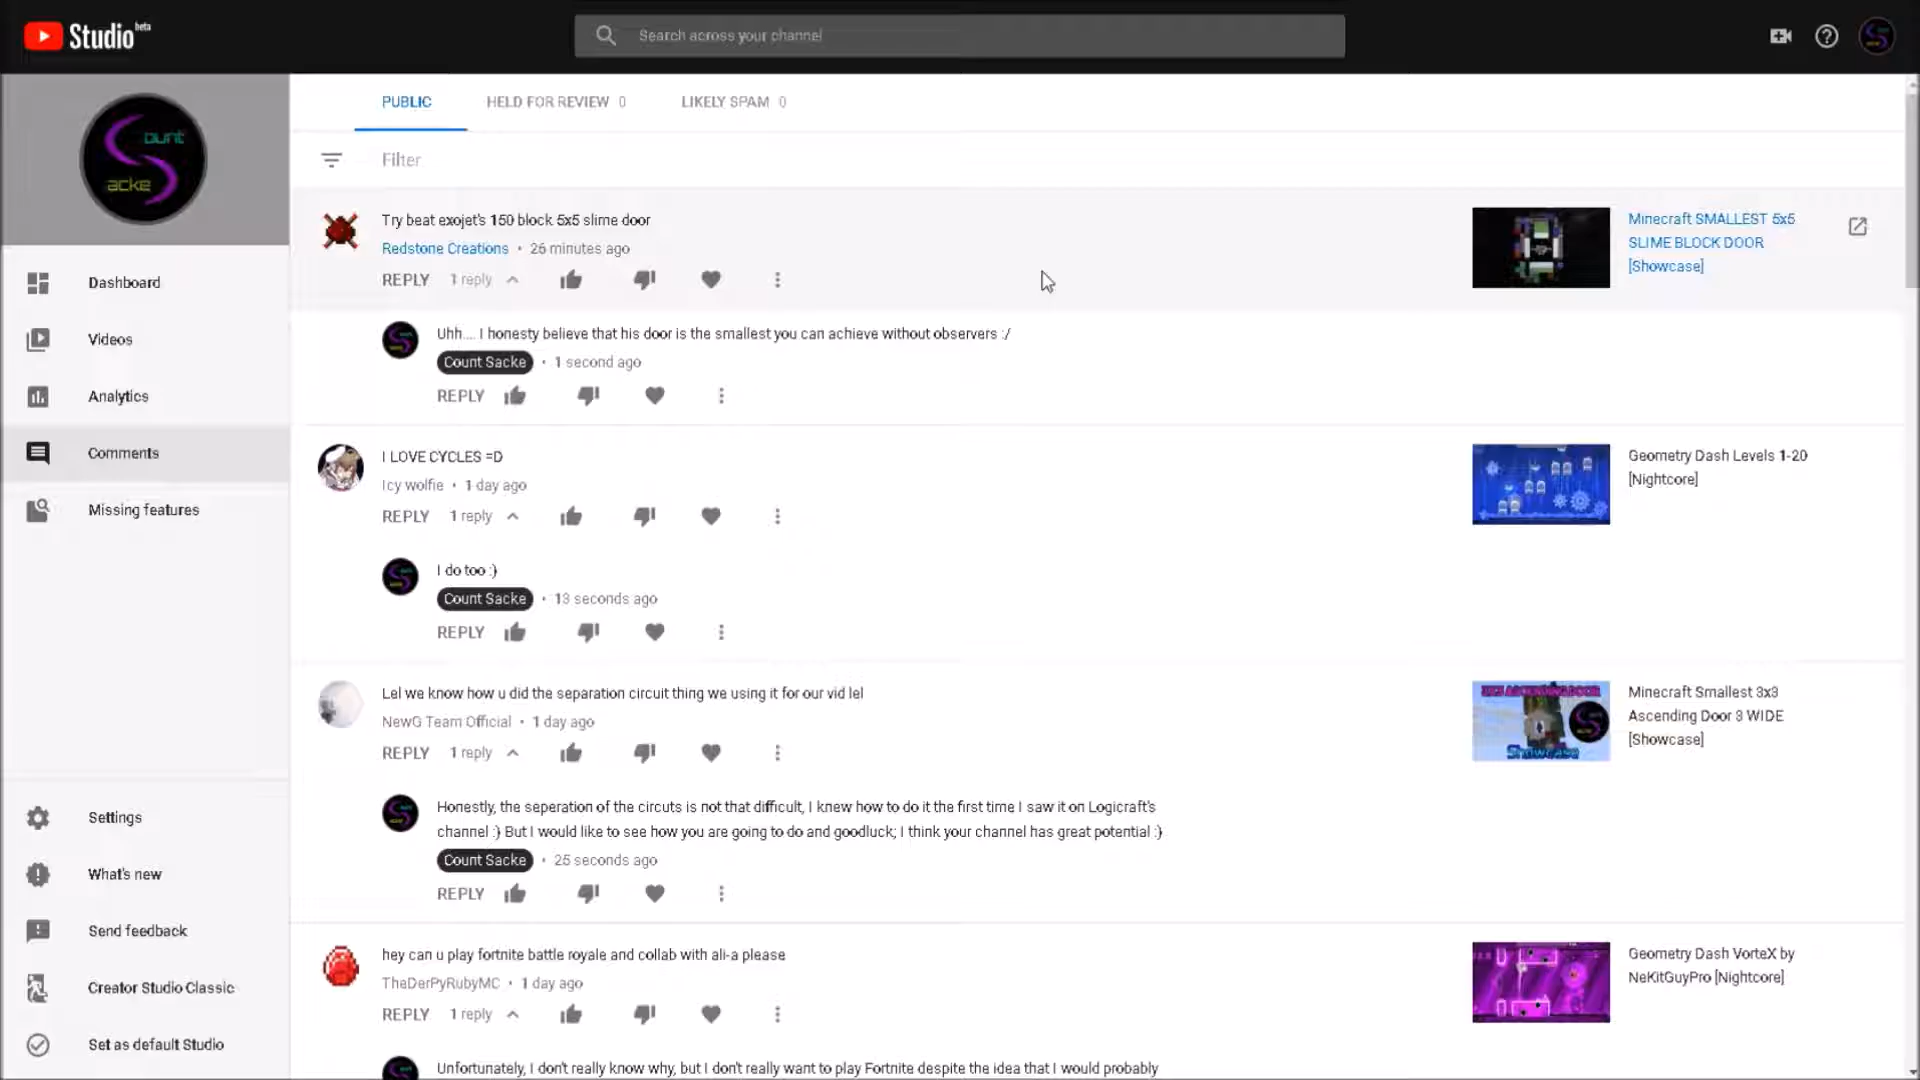 Studio beta
Search across your channel
ount
acke
Dashboard
Videos
Analytics
Comments
Missing features
Settings
What's new
Send feedback
Creator Studio Classic
Set as default Studio
PUBLIC
HELD FOR REVIEW 0
LIKELY SPAM 0
Filter
Try beat exojet's 150 block 5x5 slime door
Redstone Creations • 26 minutes ago
REPLY 1 reply
Minecraft SMALLEST 5x5
SLIME BLOCK DOOR
[Showcase]
Uhh.... I honesty believe that his door is the smallest you can achieve without observers :/
Count Sacke • 1 second ago
REPLY
I LOVE CYCLES =D
Icy wolfie • 1 day ago
REPLY 1 reply
Geometry Dash Levels 1-20
[Nightcore]
I do too :)
Count Sacke • 13 seconds ago
REPLY
Lel we know how u did the separation circuit thing we using it for our vid lel
NewG Team Official • 1 day ago
REPLY 1 reply
3X3 ASCENDING DOOR
Showcase
Minecraft Smallest 3x3
Ascending Door 3 WIDE
[Showcase]
Honestly, the seperation of the circuts is not that difficult, I knew how to do it the first time I saw it on Logicraft's
channel :} But I would like to see how you are going to do and goodluck; I think your channel has great potential :}
Count Sacke • 25 seconds ago
REPLY
hey can u play fortnite battle royale and collab with ali-a please
TheDerPyRubyMC • 1 day ago
REPLY 1 reply
Geometry Dash VorteX by
NeKitGuyPro [Nightcore]
Unfortunately, I don't really know why, but I don't really want to play Fortnite despite the idea that I would probably